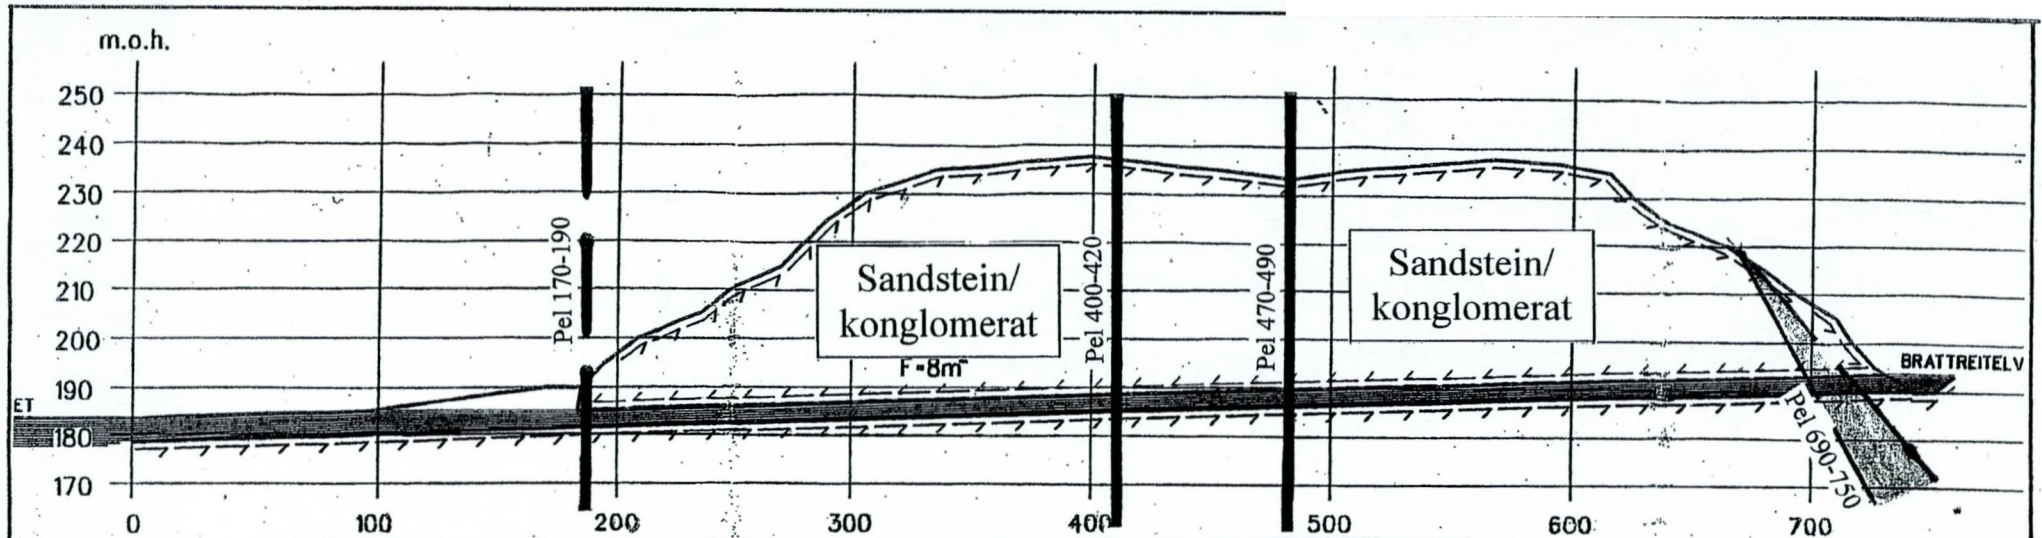 m.o.h.
250
240
230
220
210
200
190
180
170
ET
Pel 170-190
Sandstein/
konglomerat
F=8m
Pel 400-420
Pel 470-490
Sandstein/
konglomerat
BRATTREITELV
Pel 690-750
0
100
200
300
400
500
600
700